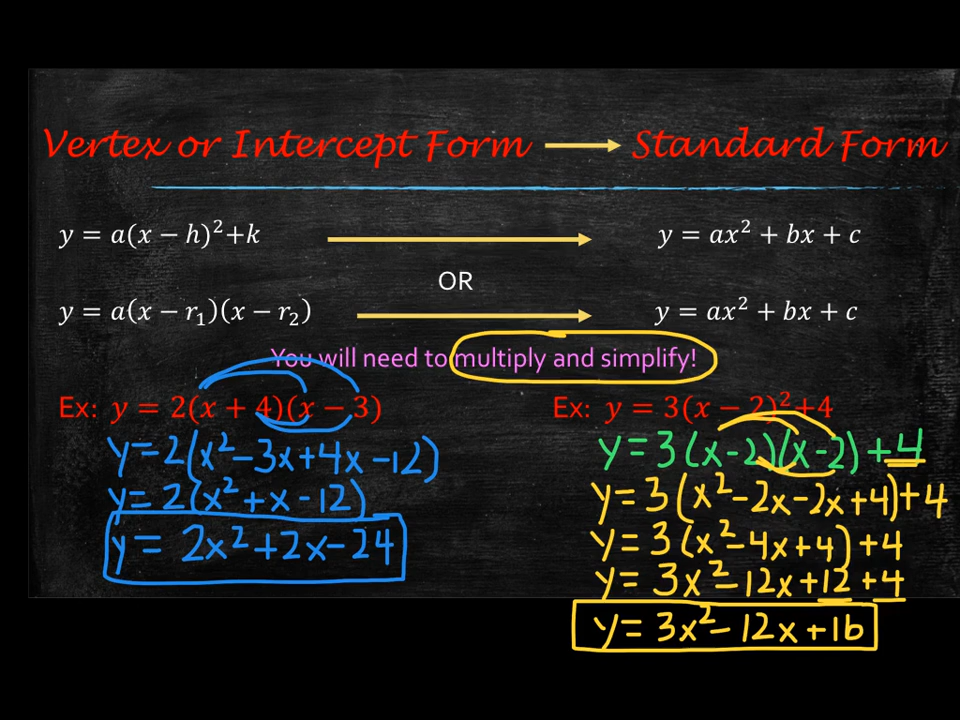 Vertex or Intercept Form → Standard Form
y = a(x − h)²+k → y = ax² + bx + c
OR
y = a(x − r₁)(x − r₂) → y = ax² + bx + c
You will need to multiply and simplify!
Ex: y = 2(x + 4)(x − 3)
y=2(x²-3x+4x-12)
y=2(x²+x-12)
y= 2x²+2x-24
Ex: y = 3(x − 2)²+4
y=3(x-2)(x-2)+4
y=3(x²-2x-2x+4)+4
y=3(x²-4x+4)+4
y=3x²-12x+12+4
y=3x²-12x+16